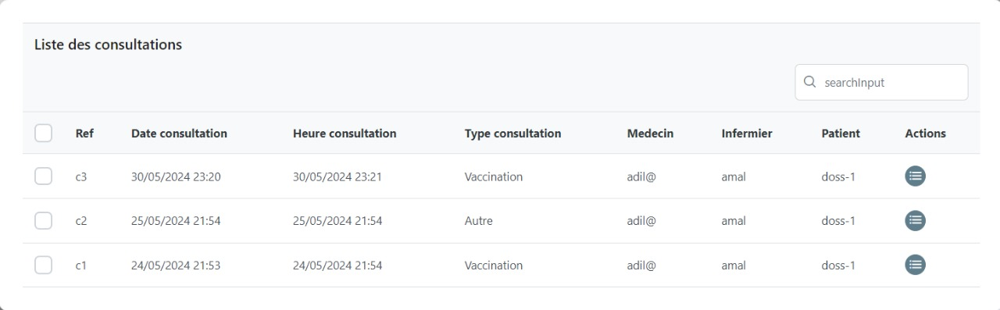 Liste des consultations
searchInput
Ref Date consultation Heure consultation Type consultation Medecin Infermier Patient Actions
c3 30/05/2024 23:20 30/05/2024 23:21 Vaccination adil@ amal doss-1
c2 25/05/2024 21:54 25/05/2024 21:54 Autre adil@ amal doss-1
c1 24/05/2024 21:53 24/05/2024 21:54 Vaccination adil@ amal doss-1